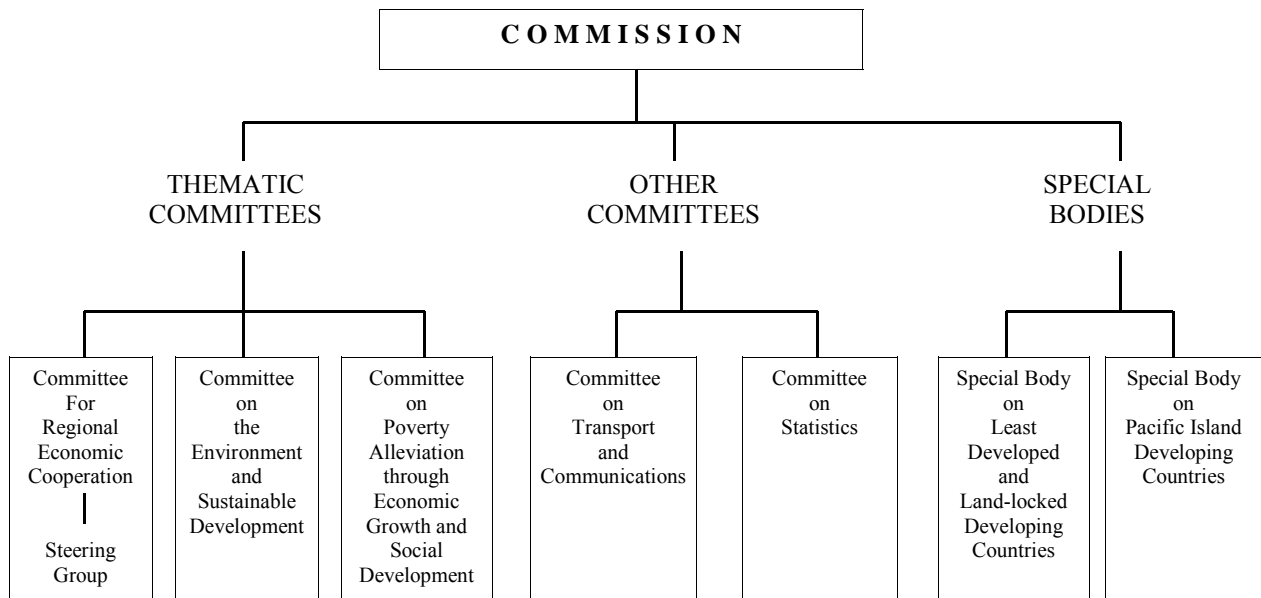 COMMISSION
THEMATIC
COMMITTEES
OTHER
COMMITTEES
SPECIAL
BODIES
Committee
For
Regional
Economic
Cooperation
Steering
Group
Committee
on
the
Environment
and
Sustainable
Development
Committee
on
Poverty
Alleviation
through
Economic
Growth and
Social
Development
Committee
on
Transport
and
Communications
Committee
on
Statistics
Special Body
on
Least
Developed
and
Land-locked
Developing
Countries
Special Body
on
Pacific Island
Developing
Countries